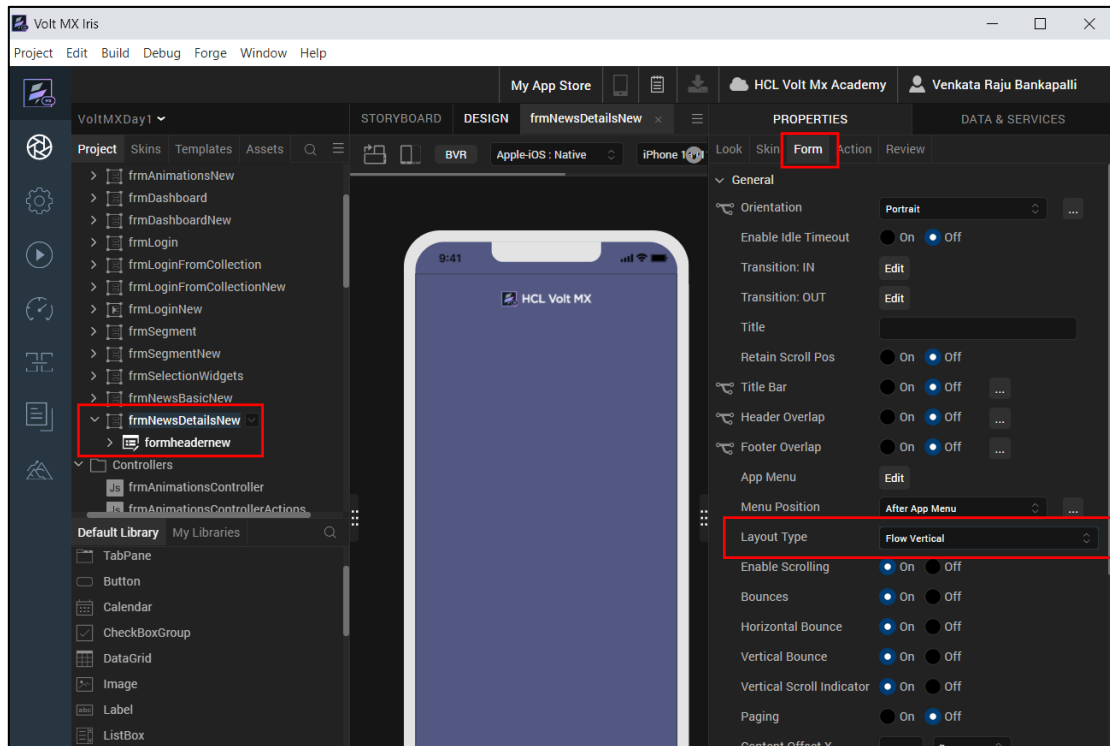 Volt MX Iris
Project Edit Build Debug Forge Window Help
My App Store
HCL Volt Mx Academy
Venkata Raju Bankapalli
VoltMXDay1
STORYBOARD DESIGN frmNewsDetailsNew
PROPERTIES DATA & SERVICES
Project Skins Templates Assets
BVR Apple-iOS : Native
Look Skin Form Action Review
frmAnimationsNew
frmDashboard
frmDashboardNew
frmLogin
frmLoginFromCollection
frmLoginFromCollectionNew
frmLoginNew
frmSegment
frmSegmentNew
frmSelectionWidgets
frmNewsBasicNew
frmNewsDetailsNew
formheadernew
Controllers
Js frmAnimationsController
Js frmAnimationsControllerActions
Default Library My Libraries
TabPane
Button
Calendar
CheckBoxGroup
DataGrid
Image
abc Label
ListBox
9:41
HCL Volt MX
General
Orientation Portrait ...
Enable Idle Timeout On Off
Transition: IN Edit
Transition: OUT Edit
Title
Retain Scroll Pos On Off
Title Bar On Off ...
Header Overlap On Off ...
Footer Overlap On Off ...
App Menu Edit
Menu Position After App Menu ...
Layout Type Flow Vertical
Enable Scrolling On Off
Bounces On Off
Horizontal Bounce On Off
Vertical Bounce On Off
Vertical Scroll Indicator On Off
Paging On Off
Content Offset X